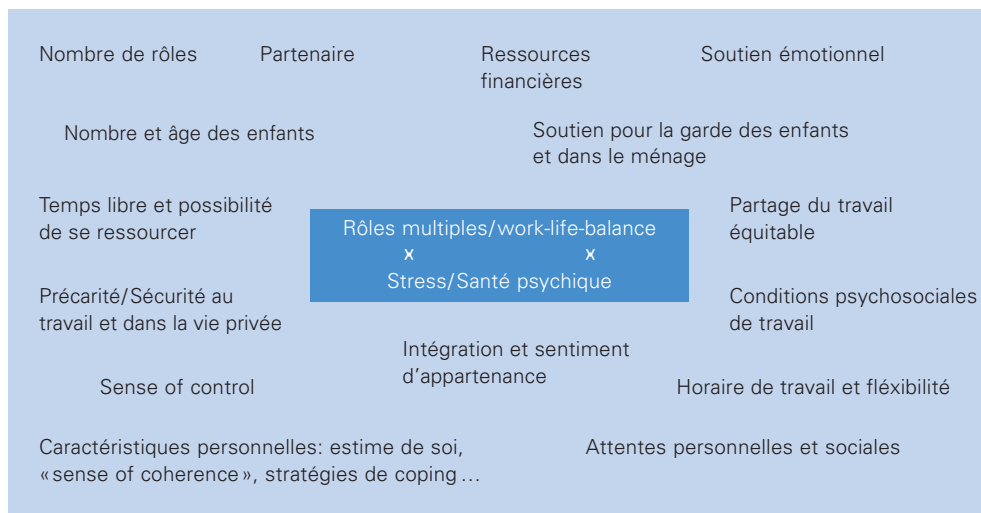 Nombre de rôles
Partenaire
Ressources
financières
Soutien émotionnel
Nombre et âge des enfants
Soutien pour la garde des enfants
et dans le ménage
Temps libre et possibilité
de se ressourcer
Rôles multiples/work-life-balance
x x
Stress/Santé psychique
Partage du travail
équitable
Précarité/Sécurité au
travail et dans la vie privée
Conditions psychosociales
de travail
Intégration et sentiment
d'appartenance
Sense of control
Horaire de travail et fléxibilité
Caractéristiques personnelles: estime de soi,
«sense of coherence», stratégies de coping...
Attentes personnelles et sociales